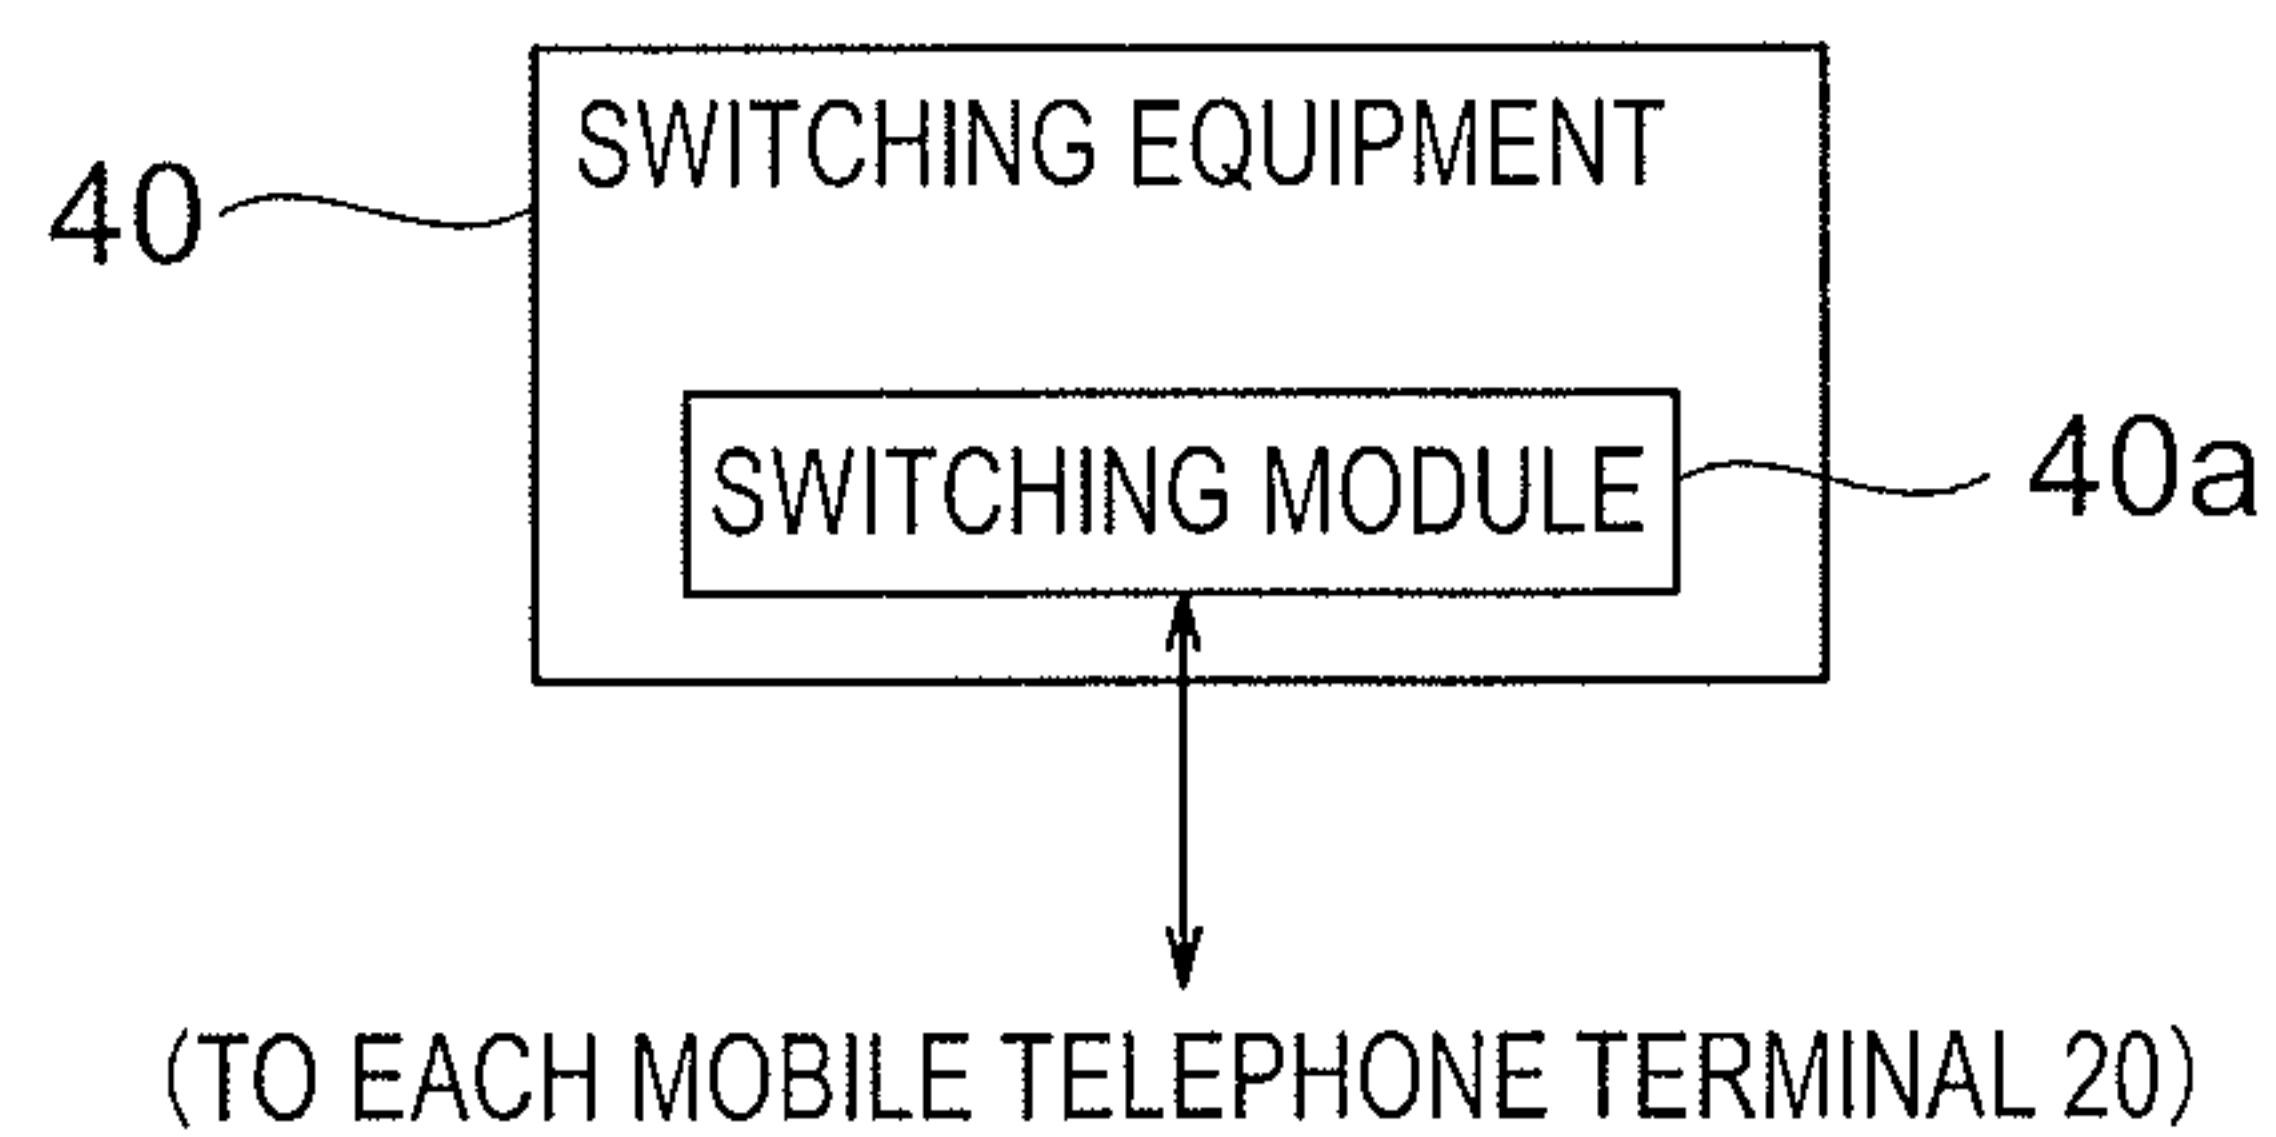 SWITCHING EQUIPMENT
40
SWITCHING MODULE
40a
(TO EACH MOBILE TELEPHONE TERMINAL 20)